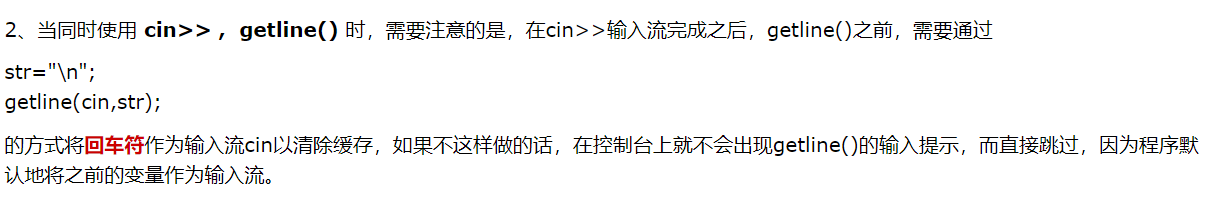 2、当同时使用 cin>> ，getline() 时，需要注意的是，在cin>>输入流完成之后，getline()之前，需要通过
str="\n";
getline(cin,str);
的方式将回车符作为输入流cin以清除缓存，如果不这样做的话，在控制台上就不会出现getline()的输入提示，而直接跳过，因为程序默
认地将之前的变量作为输入流。